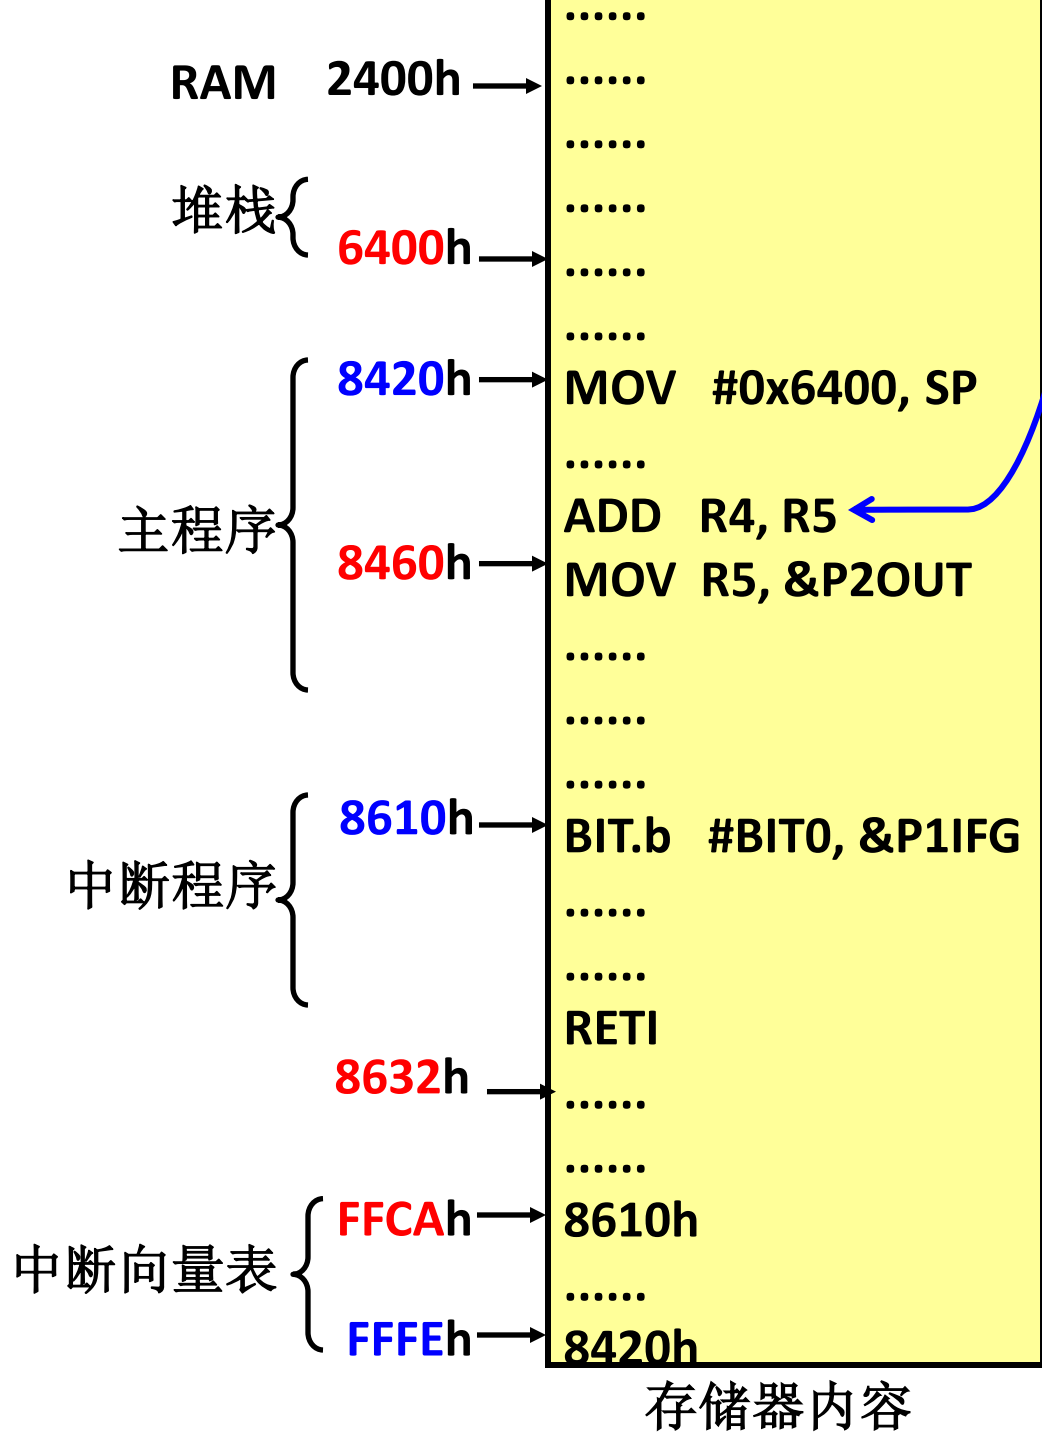 ......
RAM 2400h ......
......
堆栈 ......
6400h ......
......
8420h MOV #0x6400, SP
......
主程序 ADD R4, R5
8460h MOV R5, &P2OUT
......
......
......
8610h BIT.b #BIT0, &P1IFG
中断程序 ......
......
RETI
8632h ......
......
FFCAh 8610h
中断向量表 ......
FFFEh 8420h
存储器内容